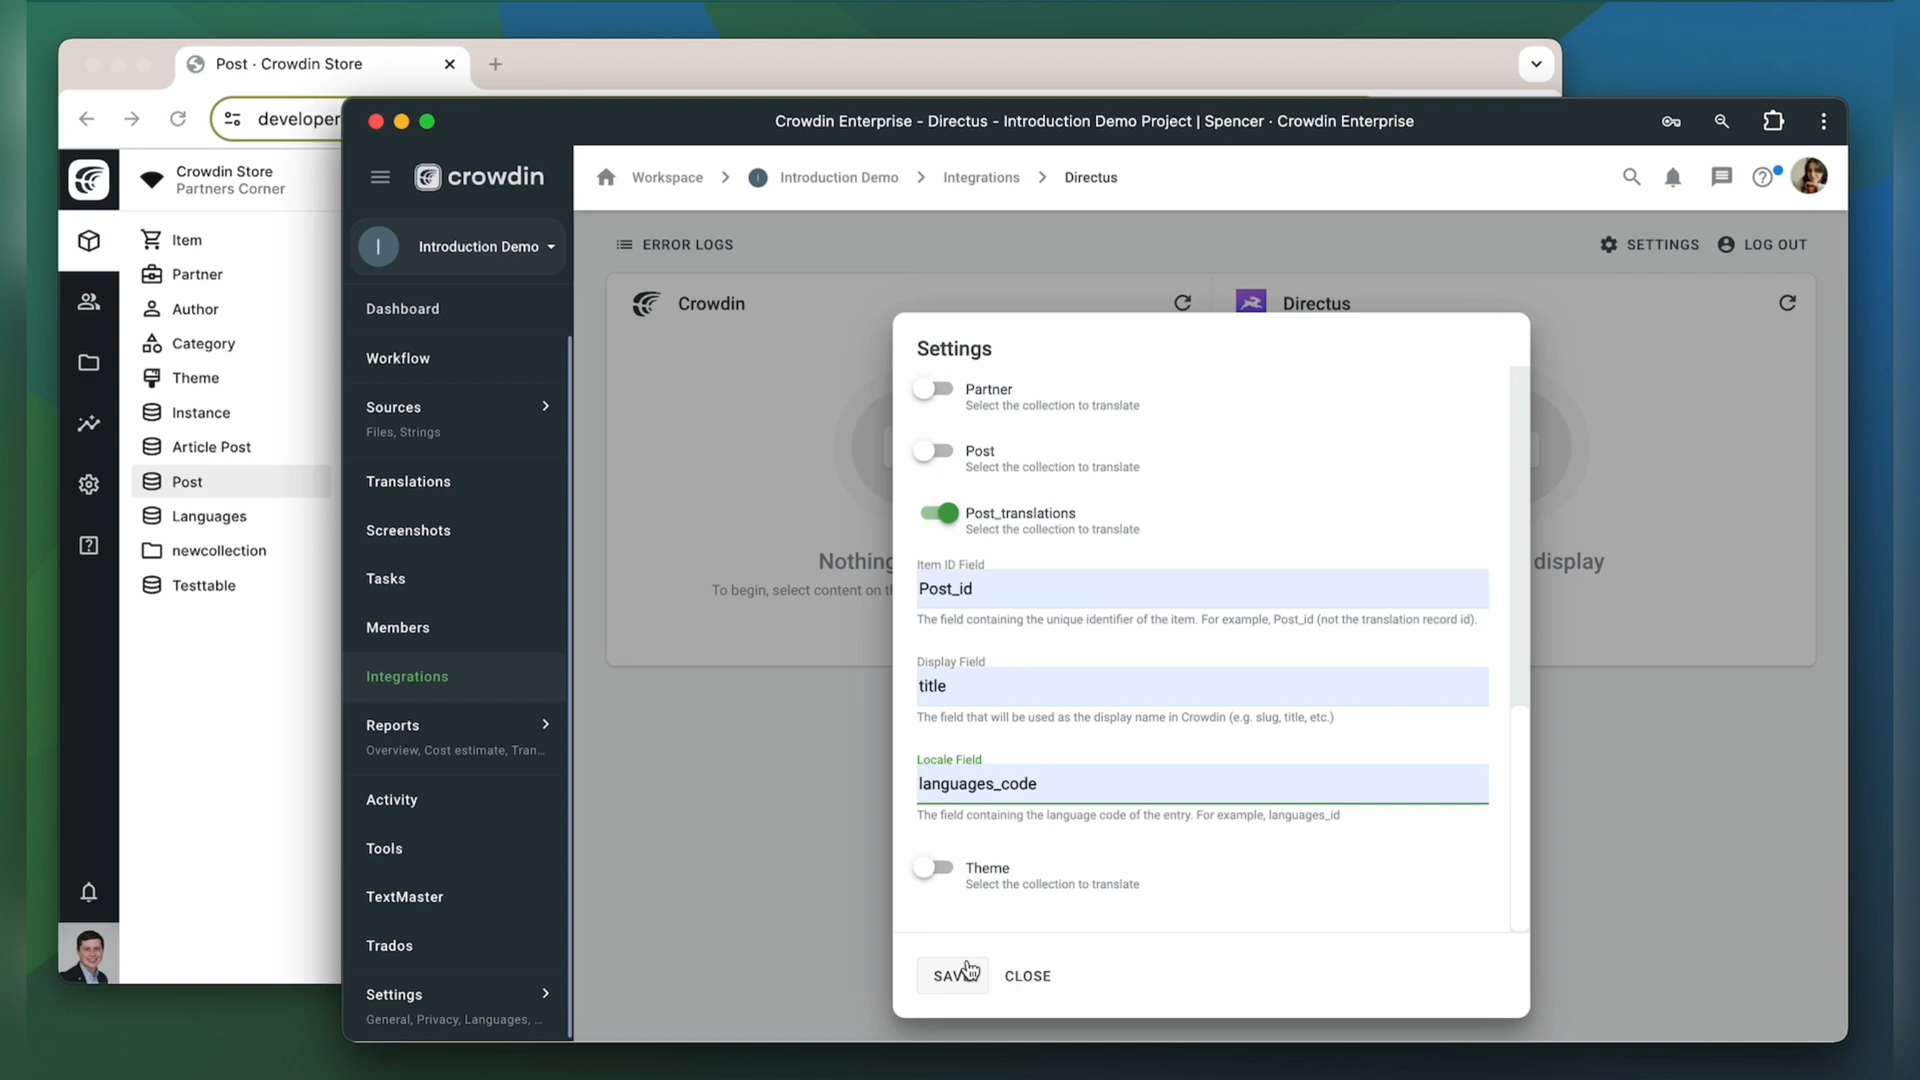 Post · Crowdin Store
developer
Crowdin Store
Partners Corner
Item
Partner
Author
Category
Theme
Instance
Article Post
Post
Languages
newcollection
Testtable
Crowdin Enterprise - Directus - Introduction Demo Project | Spencer · Crowdin Enterprise
crowdin
I Introduction Demo
Dashboard
Workflow
Sources
Files, Strings
Translations
Screenshots
Tasks
Members
Integrations
Reports
Overview, Cost estimate, Tran...
Activity
Tools
TextMaster
Trados
Settings
General, Privacy, Languages, ...
Workspace I Introduction Demo Integrations Directus
ERROR LOGS
SETTINGS LOG OUT
Crowdin
Directus
Nothing
To begin, select content on
display
Settings
Partner
Select the collection to translate
Post
Select the collection to translate
Post_translations
Select the collection to translate
Item ID Field
Post_id
The field containing the unique identifier of the item. For example, Post_id (not the translation record id).
Display Field
title
The field that will be used as the display name in Crowdin (e.g. slug, title, etc.)
Locale Field
languages_code
The field containing the language code of the entry. For example, languages_id
Theme
Select the collection to translate
SAVE CLOSE